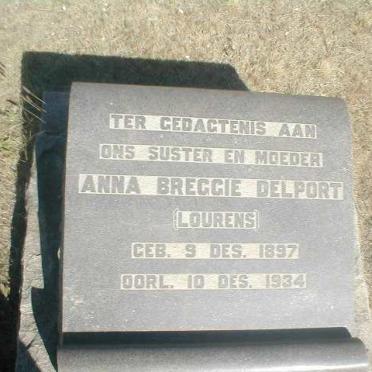 TER GEDAGTENIS AAN
ONS SUSTER EN MOEDER
ANNA BREGGIE DELPORT
(LOURENS)
GEB. 9 DES. 1897
OORL. 10 DES. 1934